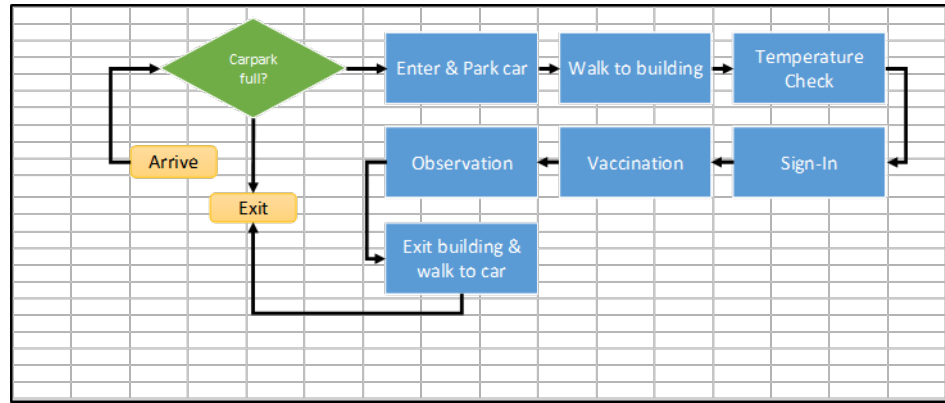 Carpark
full?
Enter & Park car
Walk to building
Temperature
Check
Arrive
Observation
Vaccination
Sign-In
Exit
Exit building &
walk to car